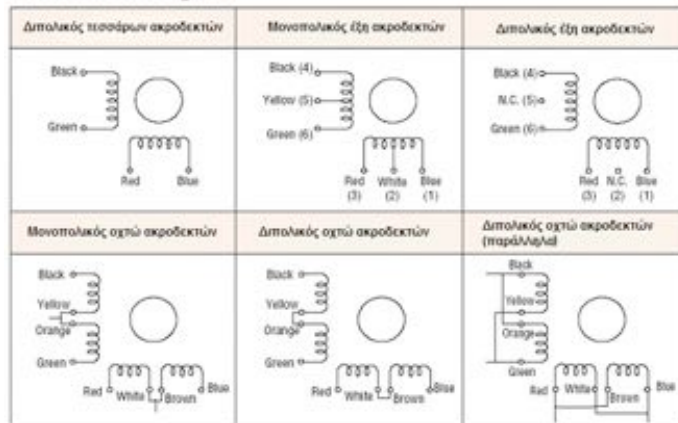 Διπολικός τεσσάρων ακροδεκτών
Μονοπολικός έξη ακροδεκτών
Διπολικός έξη ακροδεκτών
Black
Green
Red Blue
Black (4)
Yellow (5)
Green (6)
Red White Blue
(3) (2) (1)
Black (4)
N.C. (5)
Green (6)
Red N.C. Blue
(3) (2) (1)
Μονοπολικός οχτώ ακροδεκτών
Διπολικός οχτώ ακροδεκτών
Διπολικός οχτώ ακροδεκτών
(παράλληλα)
Black
Yellow
Orange
Green
Red White Brown Blue
Black
Yellow
Orange
Green
Red White Brown Blue
Black
Yellow
Orange
Green
Red White Brown Blue